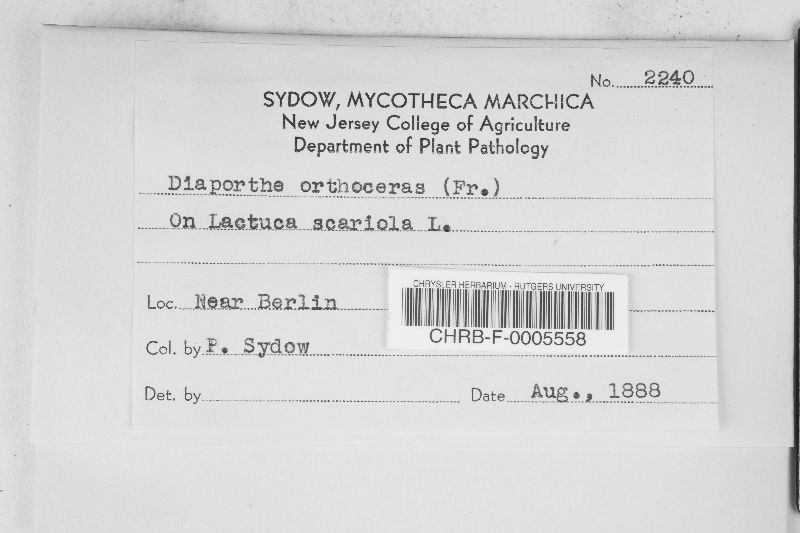 No. 2240
SYDOW, MYCOTHECA MARCHICA
New Jersey College of Agriculture
Department of Plant Pathology
Diaporthe orthoceras (Fr.)
On Lactuca scariola L.
Loc. Near Berlin
CHRYSLER HERBARIUM - RUTGERS UNIVERSITY
CHRB-F-0005558
Col. by P. Sydow
Det. by
Date Aug., 1888